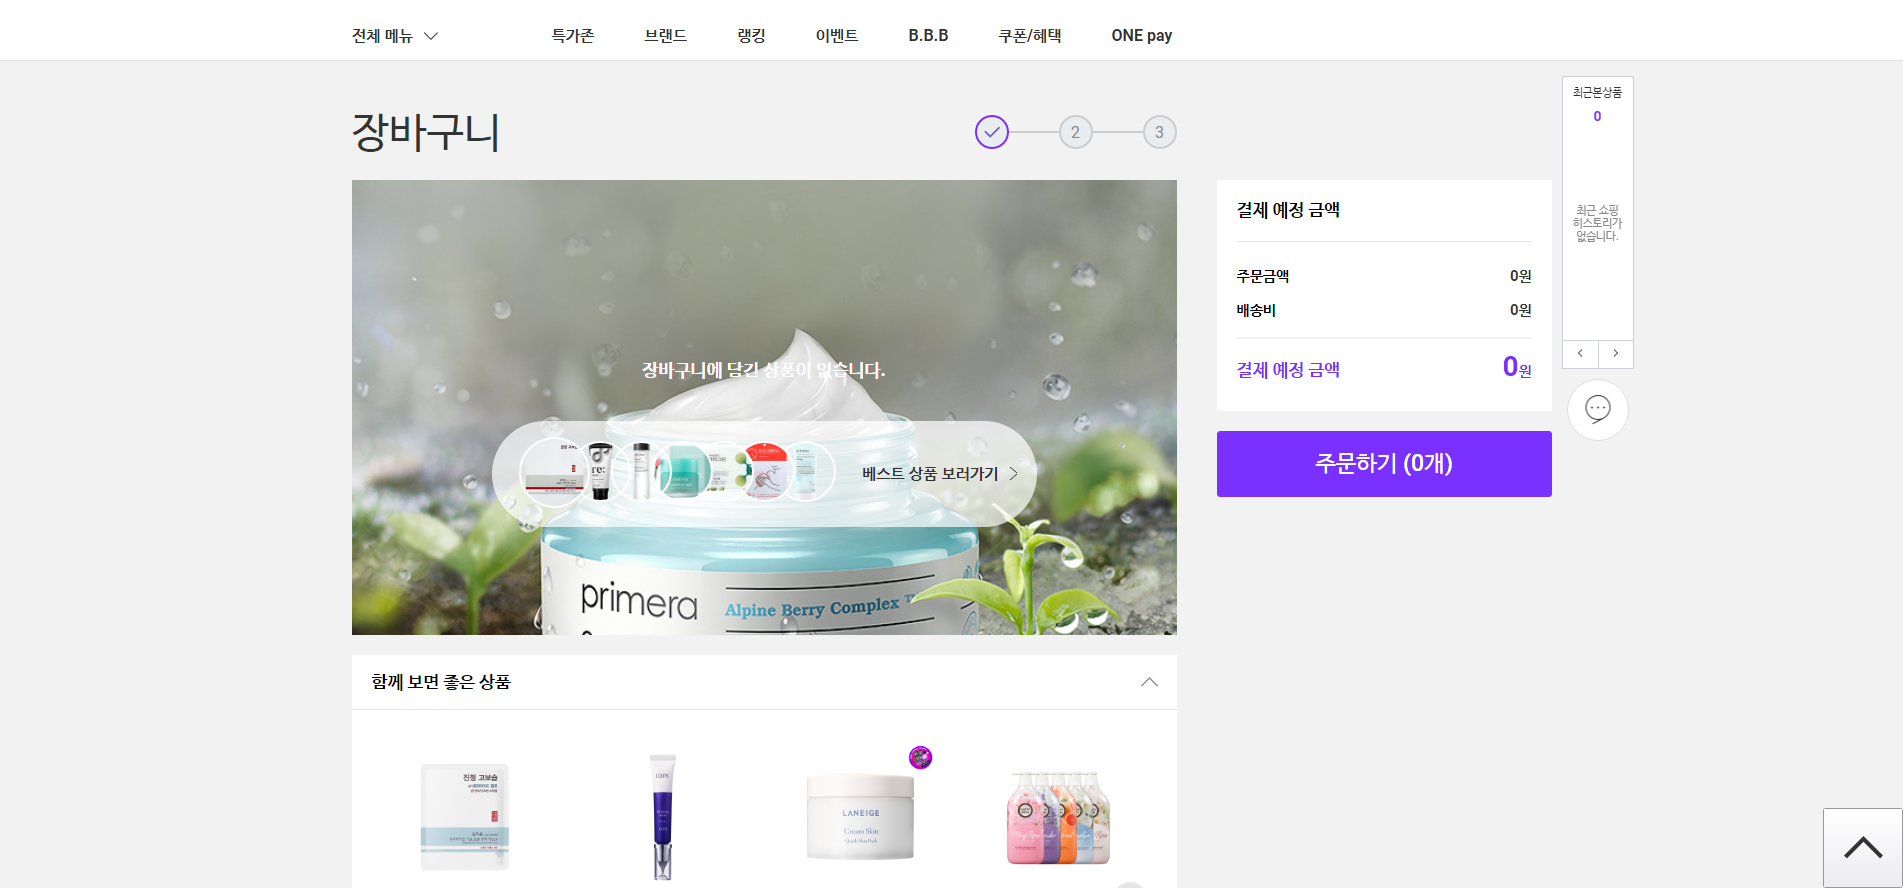 전체 메뉴
특가존
브랜드
랭킹
이벤트
B.B.B
쿠폰/혜택
ONE pay
장바구니
2
3
최근본상품
0
최근 쇼핑
히스토리가
없습니다.
결제 예정 금액
주문금액 0원
배송비 0원
결제 예정 금액 0원
주문하기 (0개)
장바구니에 담긴 상품이 없습니다.
베스트 상품 보러가기
re:
primera
Alpine Berry Complex
함께 보면 좋은 상품
진정 고보습
IOPE
LANEIGE
Cream Skin
Quick Skin Pack